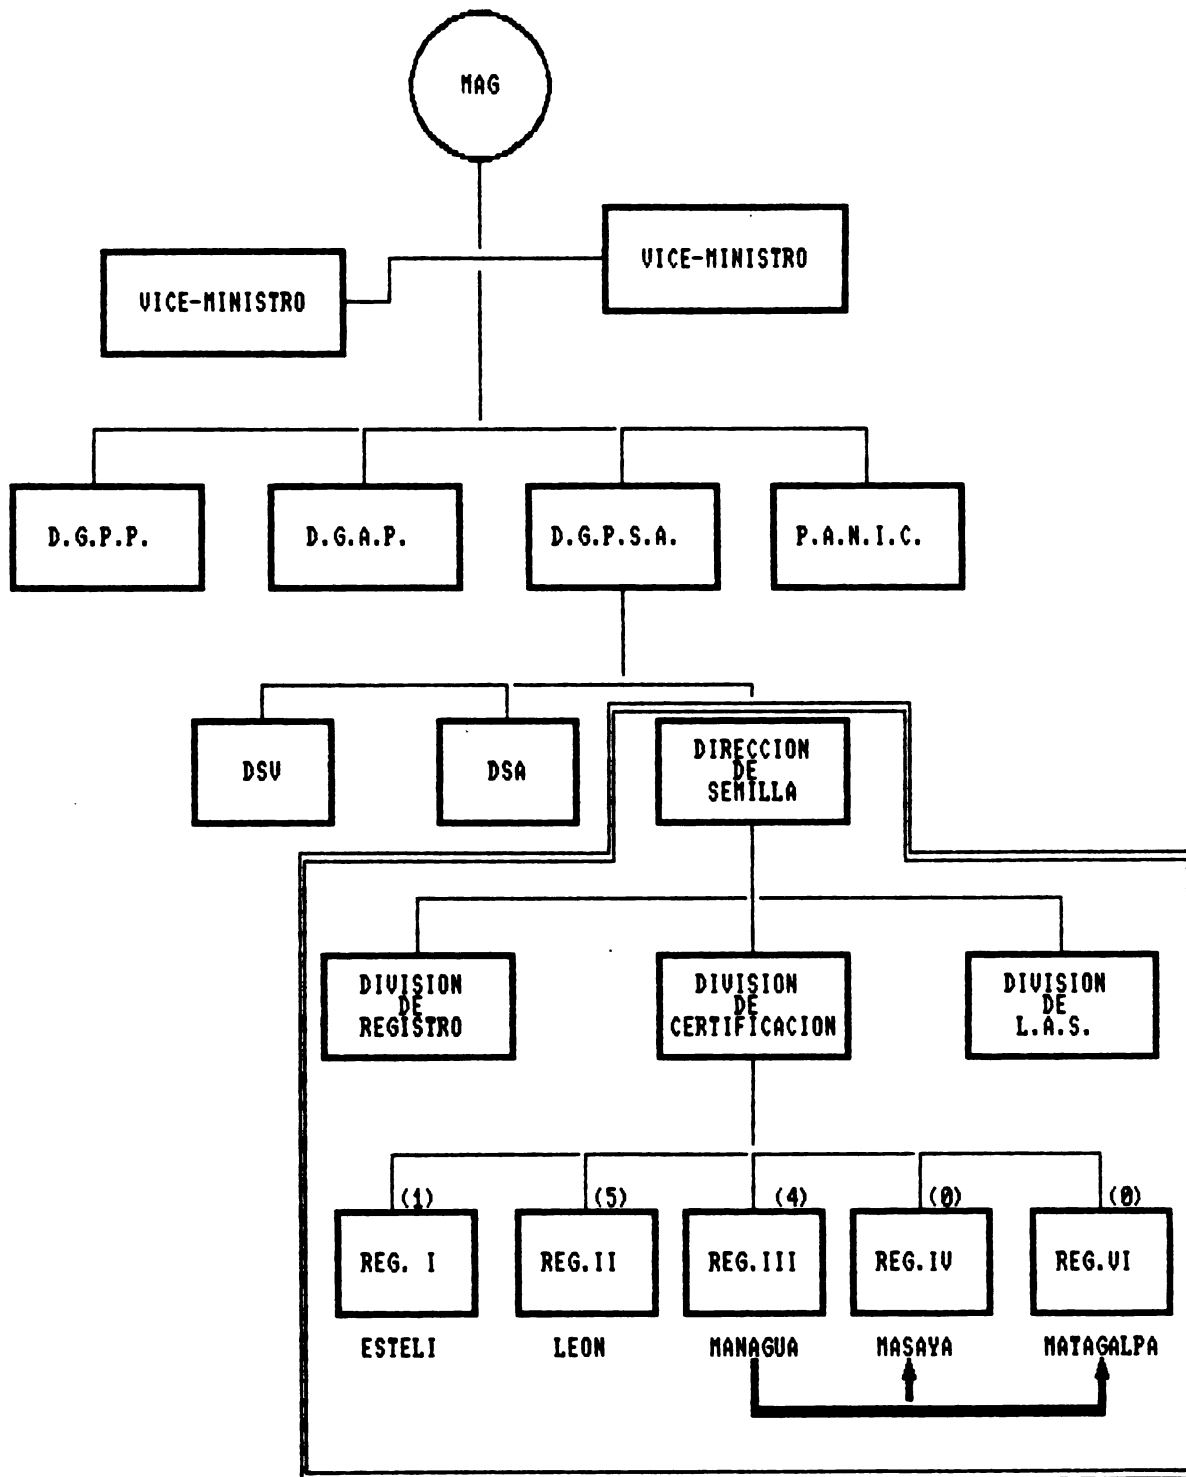 MAG
VICE-MINISTRO
VICE-MINISTRO
D.G.P.P.
D.G.A.P.
D.G.P.S.A.
P.A.N.I.C.
DSV
DSA
DIRECCION
DE
SEMILLA
DIVISION
DE
REGISTRO
DIVISION
DE
CERTIFICACION
DIVISION
DE
L.A.S.
(1)
(5)
(4)
(0)
(0)
REG. I
REG.II
REG.III
REG.IV
REG.VI
ESTELI
LEON
MANAGUA
MASAYA
MATAGALPA